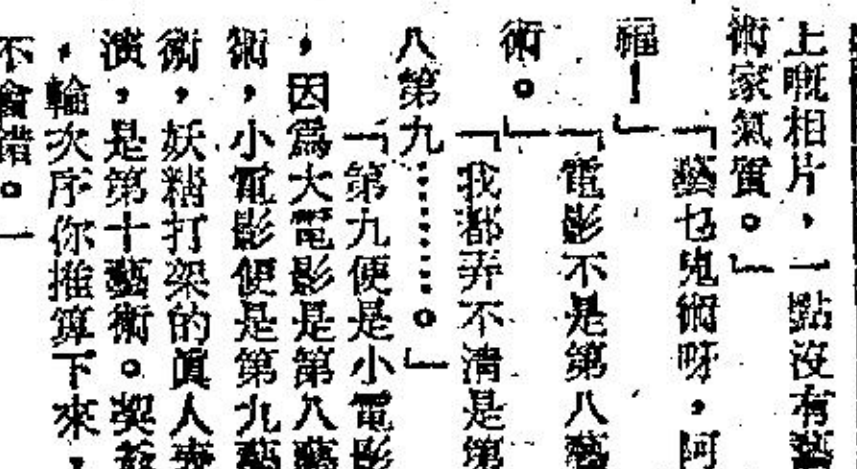 上嘅相片，一點沒有藝
術家氣質。」
「藝乜鬼術呀，阿
福！」
「電影不是第八藝
術。」
「我都弄不清是第
八第九⋯⋯⋯。」
「第九便是小電影
，因爲大電影是第八藝
術，小電影便是第九藝
術，妖精打架的眞人表
演，是第十藝術。契
，輪次序你推算下來，
不會錯。」